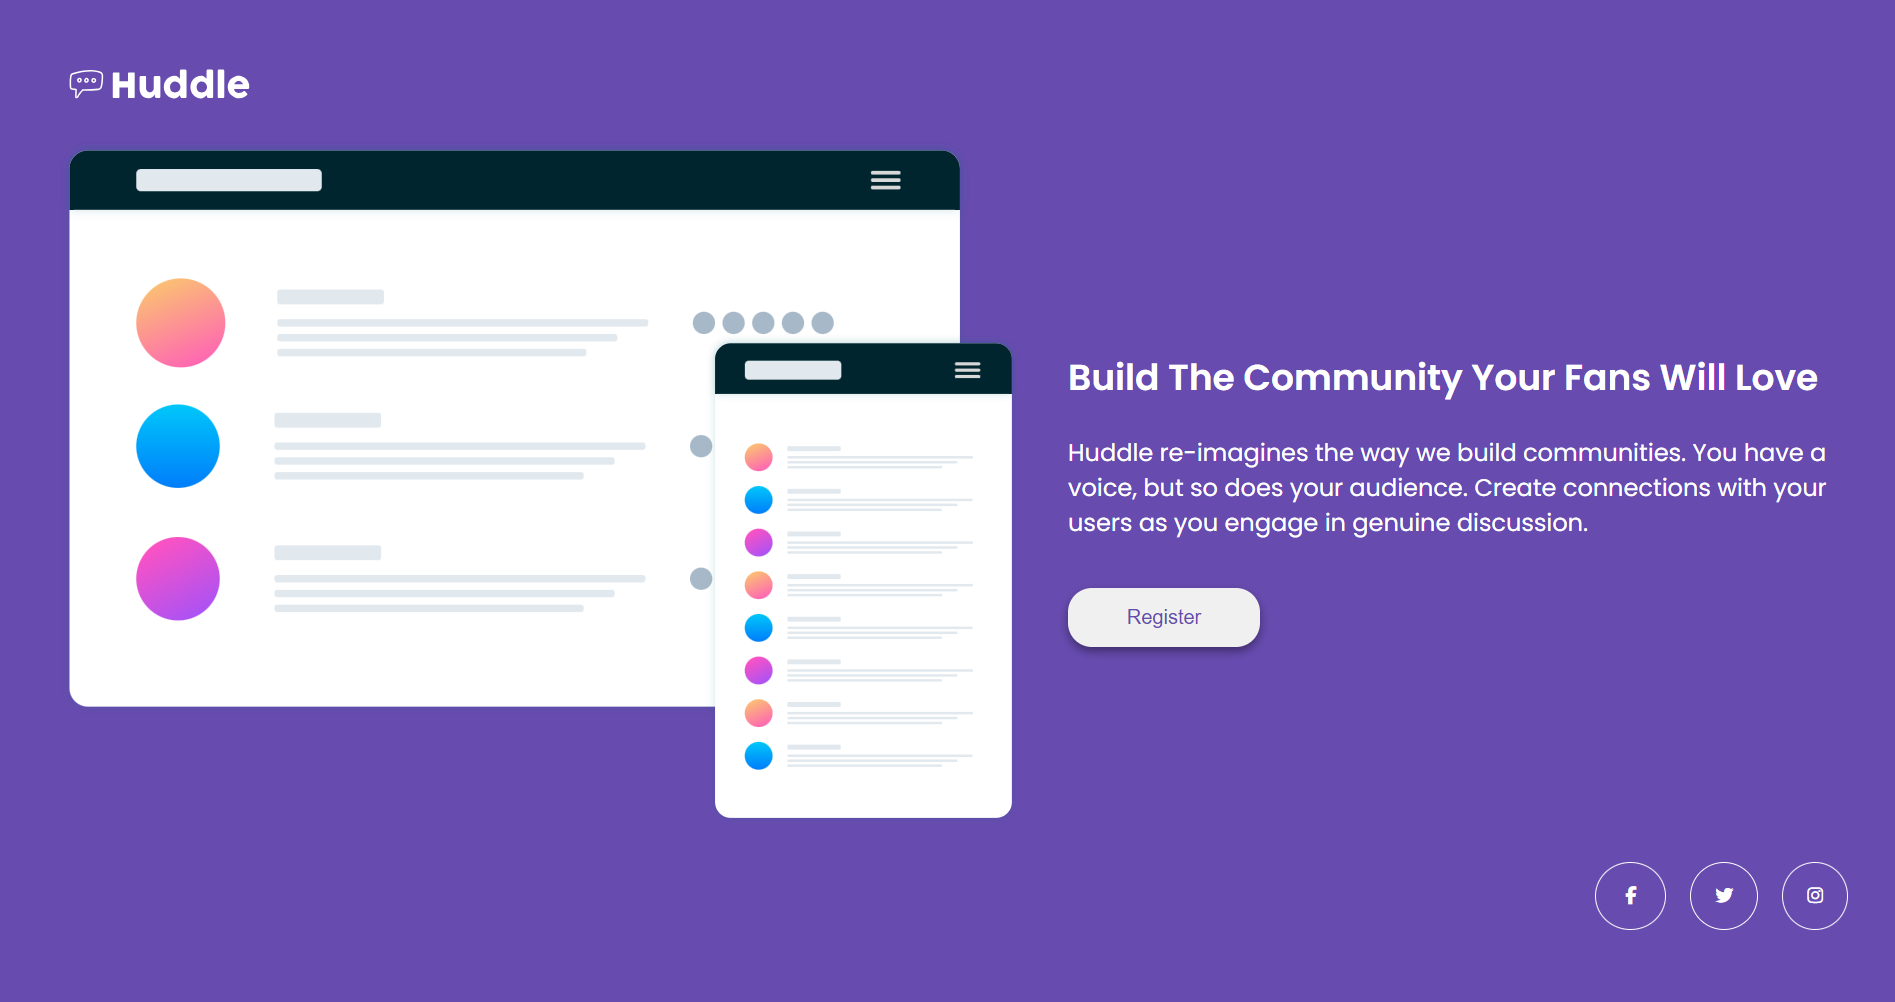 Huddle
Build The Community Your Fans Will Love
Huddle re-imagines the way we build communities. You have a
voice, but so does your audience. Create connections with your
users as you engage in genuine discussion.
Register